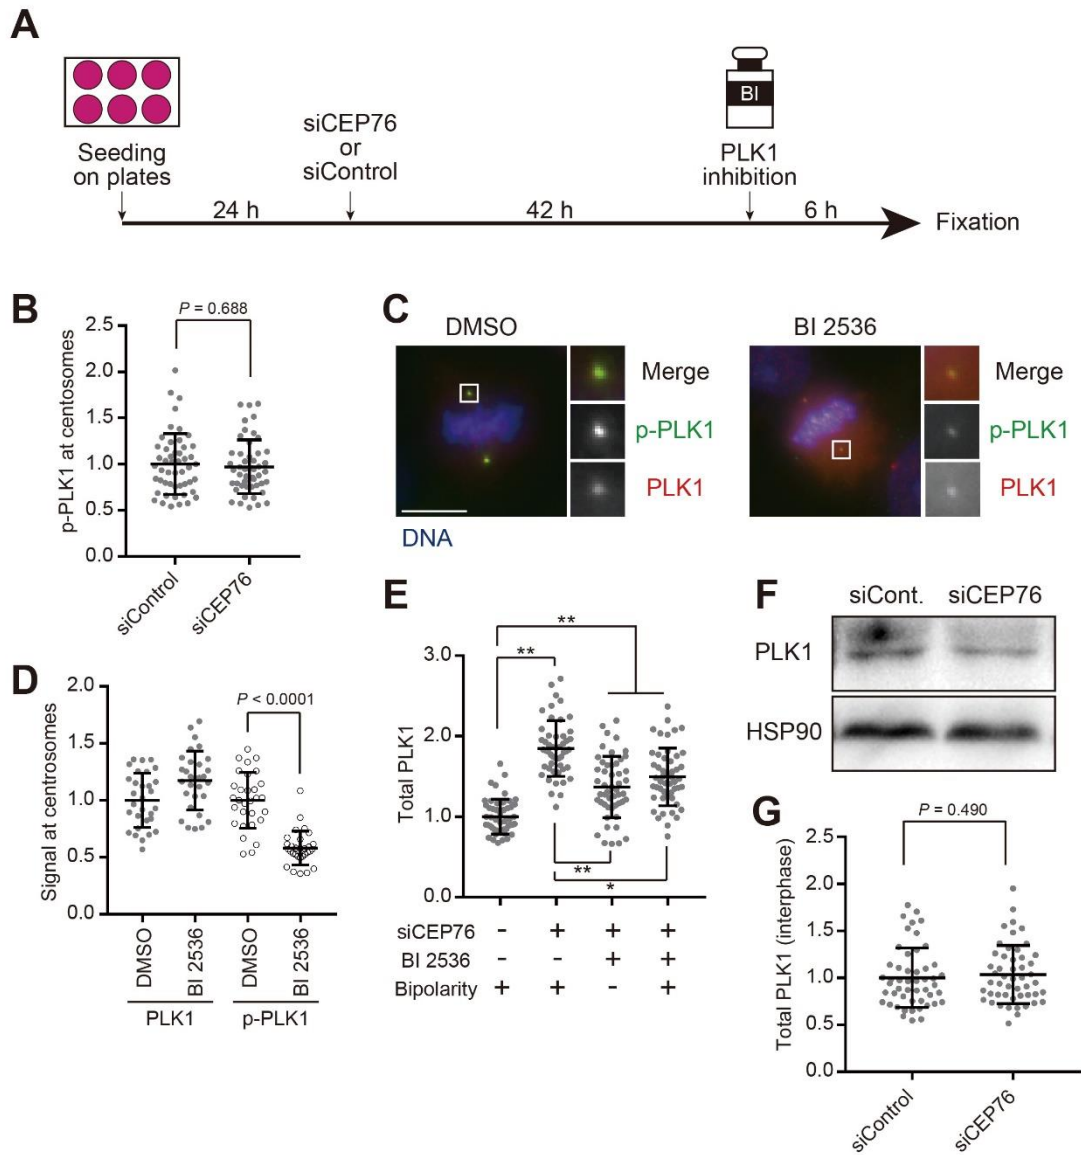 A
BI
Seeding
on plates
siCEP76
or
siControl
PLK1
inhibition
24 h
42 h
6 h
Fixation
B
P = 0.688
p-PLK1 at centosomes
2.5
2.0
1.5
1.0
0.5
0.0
siControl
siCEP76
C
DMSO
Merge
p-PLK1
PLK1
DNA
BI 2536
Merge
p-PLK1
PLK1
D
P < 0.0001
Signal at centrosomes
2.0
1.5
1.0
0.5
0.0
DMSO
BI 2536
DMSO
BI 2536
PLK1
p-PLK1
E
**
**
Total PLK1
3.0
2.0
1.0
0.0
**
*
siCEP76 - + + +
BI 2536 - - + +
Bipolarity + + - +
F
siCont. siCEP76
PLK1
HSP90
G
P = 0.490
Total PLK1 (interphase)
2.5
2.0
1.5
1.0
0.5
0.0
siControl
siCEP76